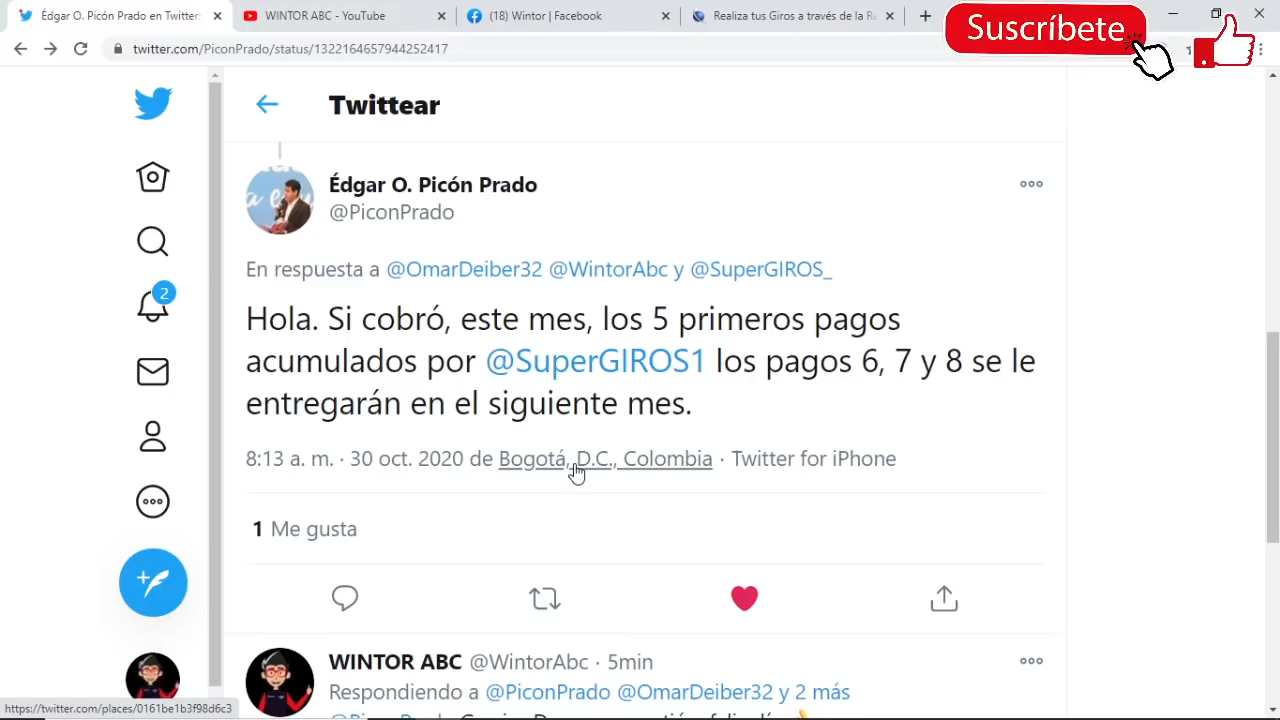 Édgar O. Picón Prado en Twitter:
WINTOR ABC - YouTube
(18) Wintor | Facebook
Realiza tus Giros a través de la Re
Suscríbete
twitter.com/PiconPrado/status/1322164657944252417
Twittear
Édgar O. Picón Prado
@PiconPrado
En respuesta a @OmarDeiber32 @WintorAbc y @SuperGIROS_
2
Hola. Si cobró, este mes, los 5 primeros pagos
acumulados por @SuperGIROS1 los pagos 6, 7 y 8 se le
entregarán en el siguiente mes.
8:13 a. m. · 30 oct. 2020 de Bogotá, D.C., Colombia · Twitter for iPhone
1 Me gusta
WINTOR ABC @WintorAbc · 5min
Respondiendo a @PiconPrado @OmarDeiber32 y 2 más
https://twitter.com/places/0161be1b3f98d6c3